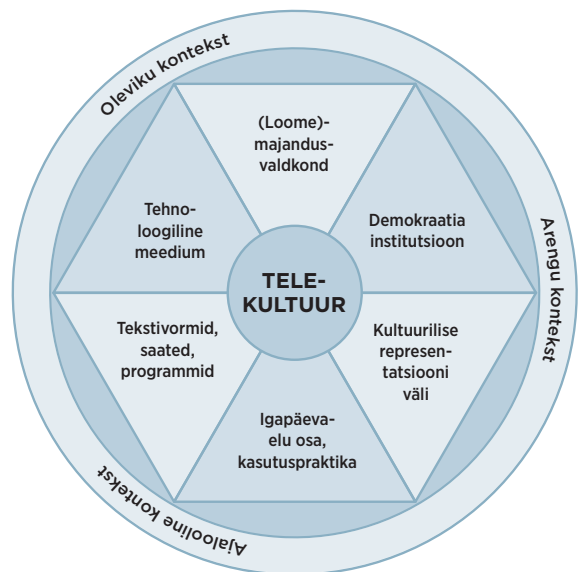 Oleviku kontekst
(Loome)-
majandus-
valdkond
Tehno-
loogiline
meedium
Demokraatia
institutsioon
Arengu kontekst
TELE-
KULTUUR
Tekstivormid,
saated,
programmid
Kultuurilise
represen-
tatsiooni
väli
Igapäeva-
elu osa,
kasutuspraktika
Ajalooline kontekst